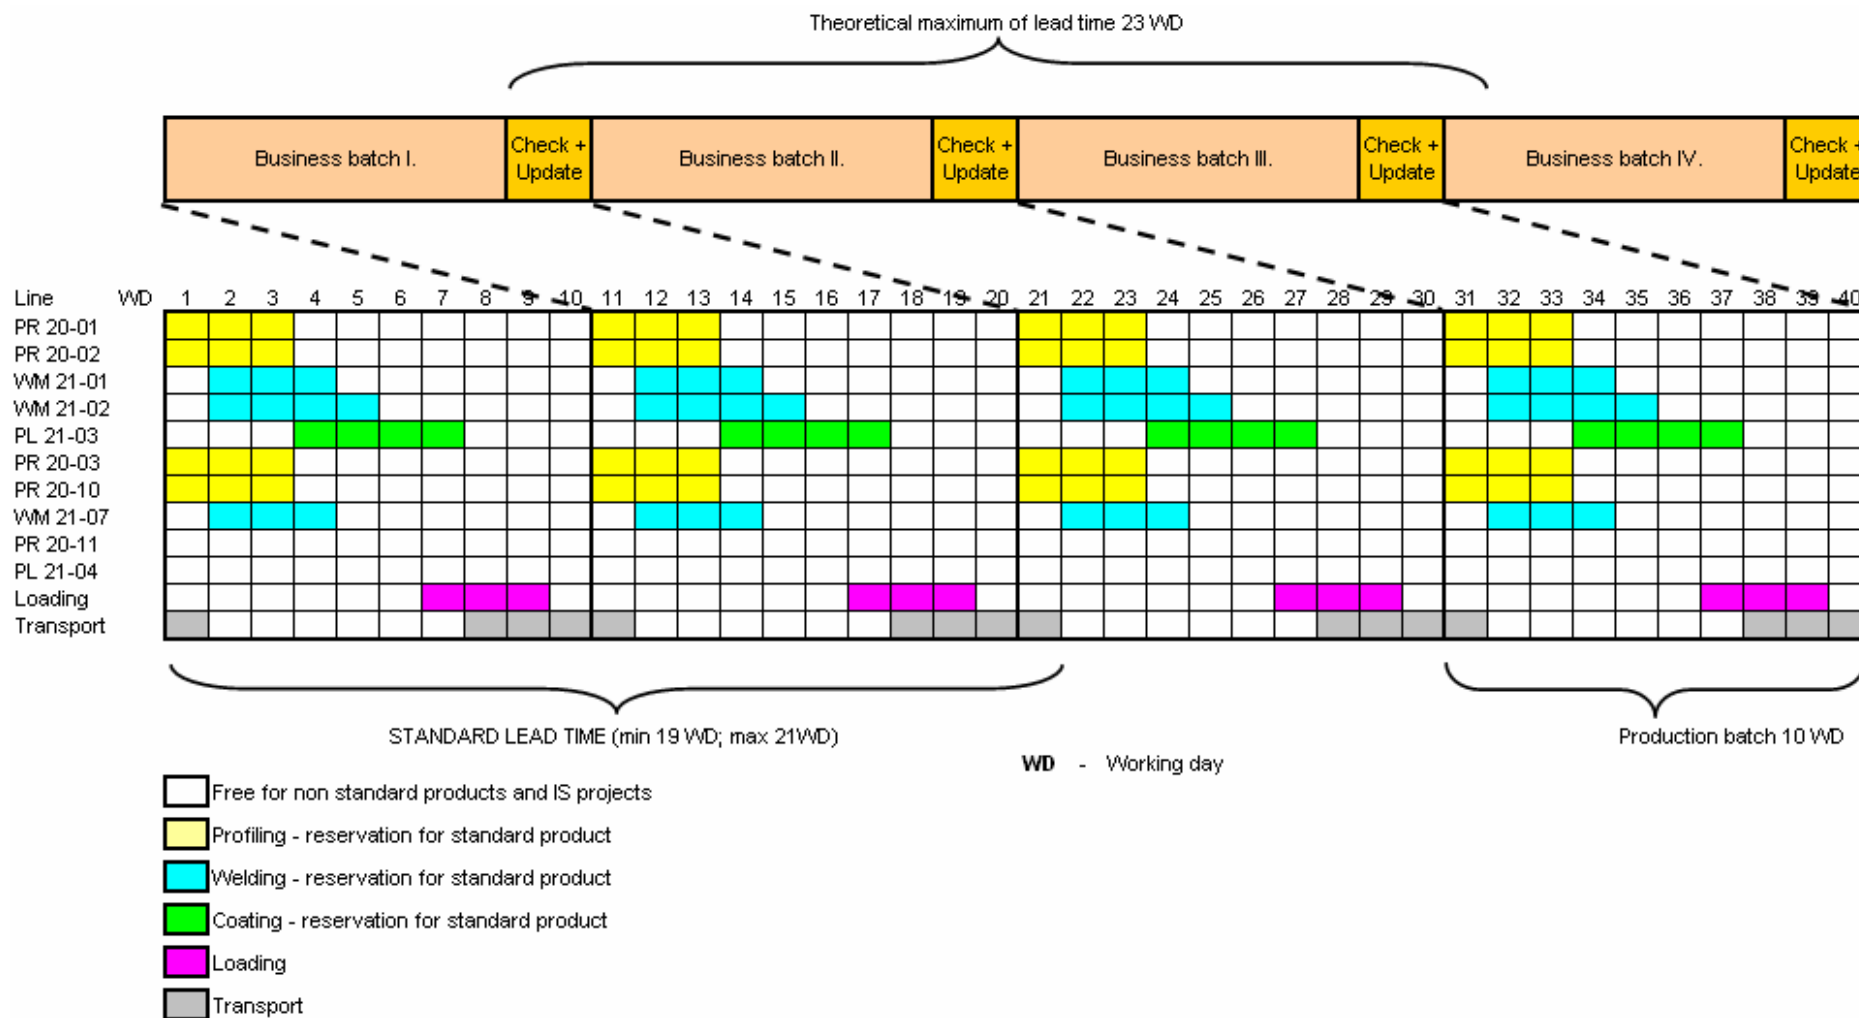 Theoretical maximum of lead time 23 WD
Business batch I.
Check + Update
Business batch II.
Check + Update
Business batch III.
Check + Update
Business batch IV.
Check + Update
Line WD 1 2 3 4 5 6 7 8 9 10 11 12 13 14 15 16 17 18 19 20 21 22 23 24 25 26 27 28 29 30 31 32 33 34 35 36 37 38 39 40
PR 20-01
PR 20-02
WM 21-01
WM 21-02
PL 21-03
PR 20-03
PR 20-10
WM 21-07
PR 20-11
PL 21-04
Loading
Transport
STANDARD LEAD TIME (min 19 WD; max 21WD)
Production batch 10 WD
WD - Working day
Free for non standard products and IS projects
Profiling - reservation for standard product
Welding - reservation for standard product
Coating - reservation for standard product
Loading
Transport